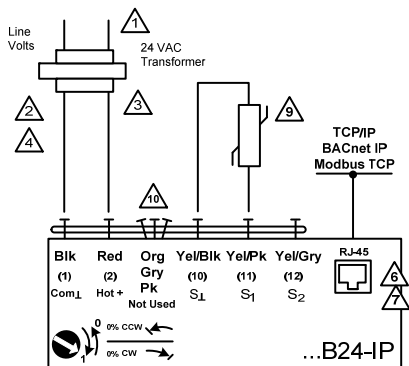 Line
Volts
1
24 VAC
Transformer
2
3
4
9
10
TCP/IP
BACnet IP
Modbus TCP
Blk
(1)
Com⊥
Red
(2)
Hot +
Org
Gry
Pk
Not Used
Yel/Blk
(10)
S⊥
Yel/Pk
(11)
S1
Yel/Gry
(12)
S2
RJ-45
6
7
0
1
0% CCW
0% CW
...B24-IP